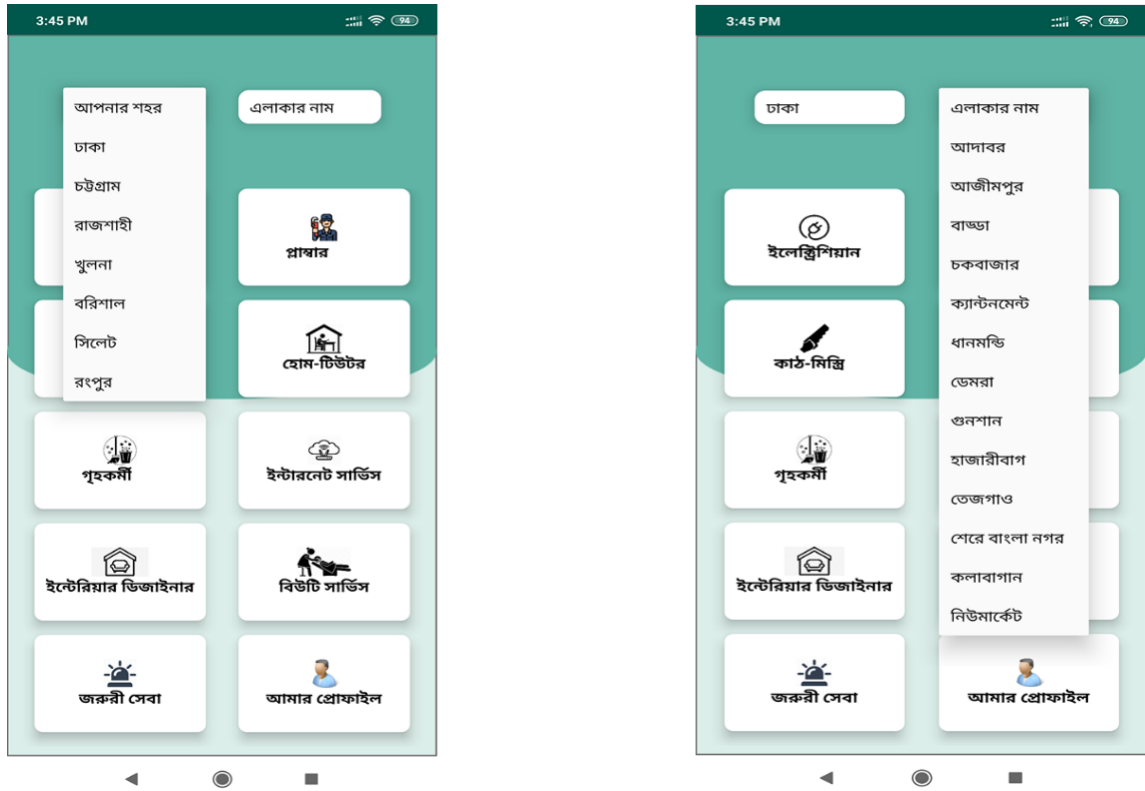 3:45 PM
94
আপনার শহর
এলাকার নাম
ঢাকা
চট্টগ্রাম
রাজশাহী
খুলনা
বরিশাল
সিলেট
রংপুর
প্লাম্বার
হোম-টিউটর
গৃহকর্মী
ইন্টারনেট সার্ভিস
ইন্টেরিয়ার ডিজাইনার
বিউটি সার্ভিস
জরুরী সেবা
আমার প্রোফাইল
3:45 PM
94
ঢাকা
এলাকার নাম
আদাবর
আজীমপুর
বাড্ডা
চকবাজার
ক্যান্টনমেন্ট
ধানমন্ডি
ডেমরা
গুনশান
হাজারীবাগ
তেজগাও
শেরে বাংলা নগর
কলাবাগান
নিউমার্কেট
ইলেক্ট্রিশিয়ান
কাঠ-মিস্ত্রি
গৃহকর্মী
ইন্টেরিয়ার ডিজাইনার
জরুরী সেবা
আমার প্রোফাইল